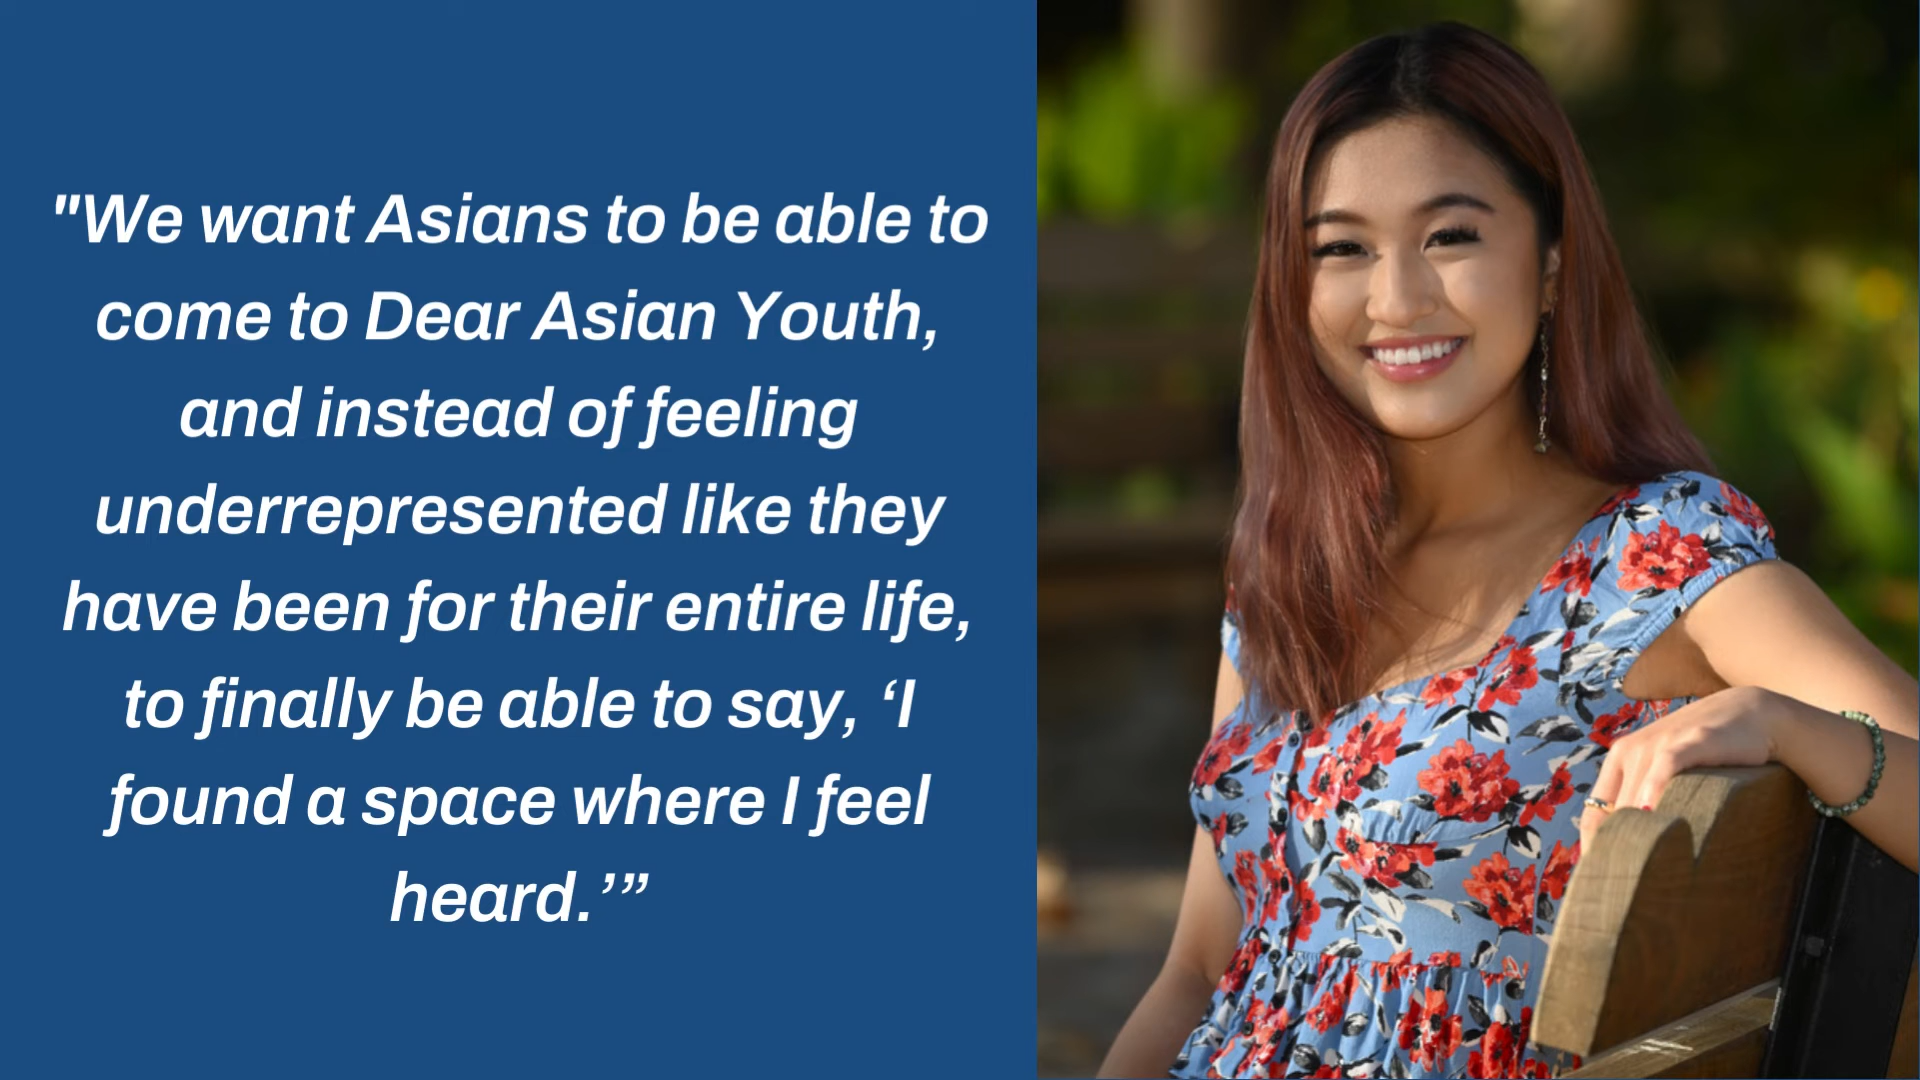 "We want Asians to be able to
come to Dear Asian Youth,
and instead of feeling
underrepresented like they
have been for their entire life,
to finally be able to say, ‘I
found a space where I feel
heard.’”